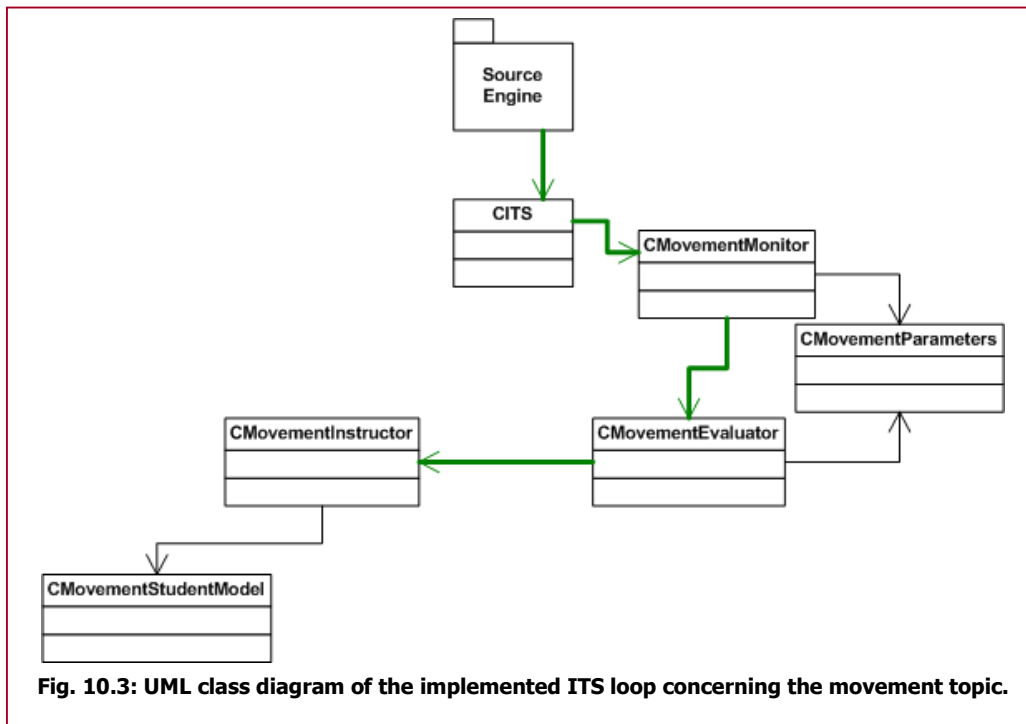 Source
Engine
CITS
CMovementMonitor
CMovementParameters
CMovementInstructor
CMovementEvaluator
CMovementStudentModel
Fig. 10.3: UML class diagram of the implemented ITS loop concerning the movement topic.